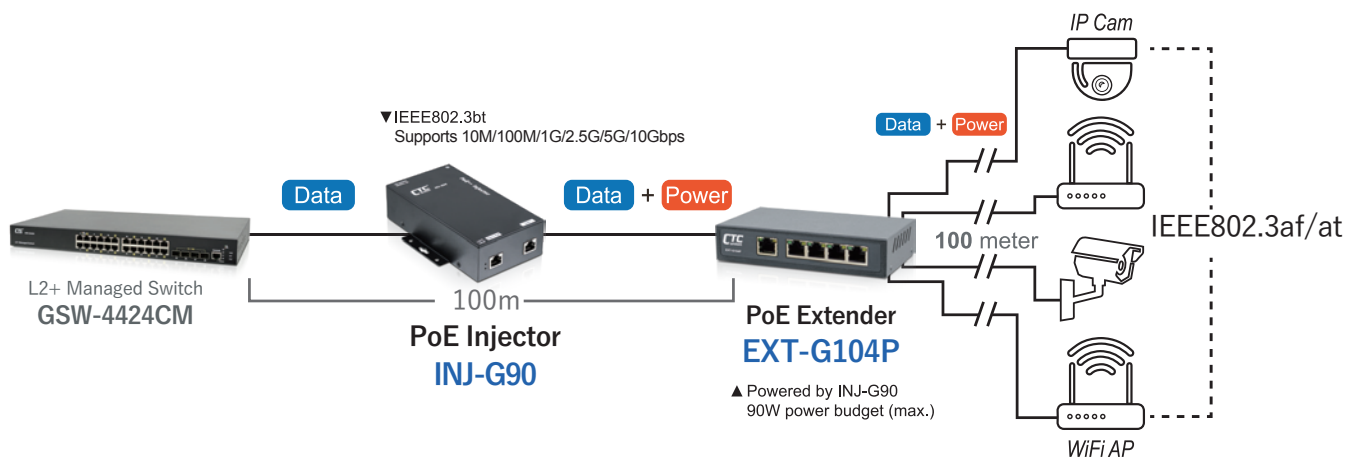 IP Cam
▼IEEE802.3bt
Supports 10M/100M/1G/2.5G/5G/10Gbps
Data + Power
Data
Data + Power
CTC
CTC
100 meter
IEEE802.3af/at
L2+ Managed Switch
GSW-4424CM
100m
PoE Injector
INJ-G90
PoE Extender
EXT-G104P
▲ Powered by INJ-G90
90W power budget (max.)
WiFi AP